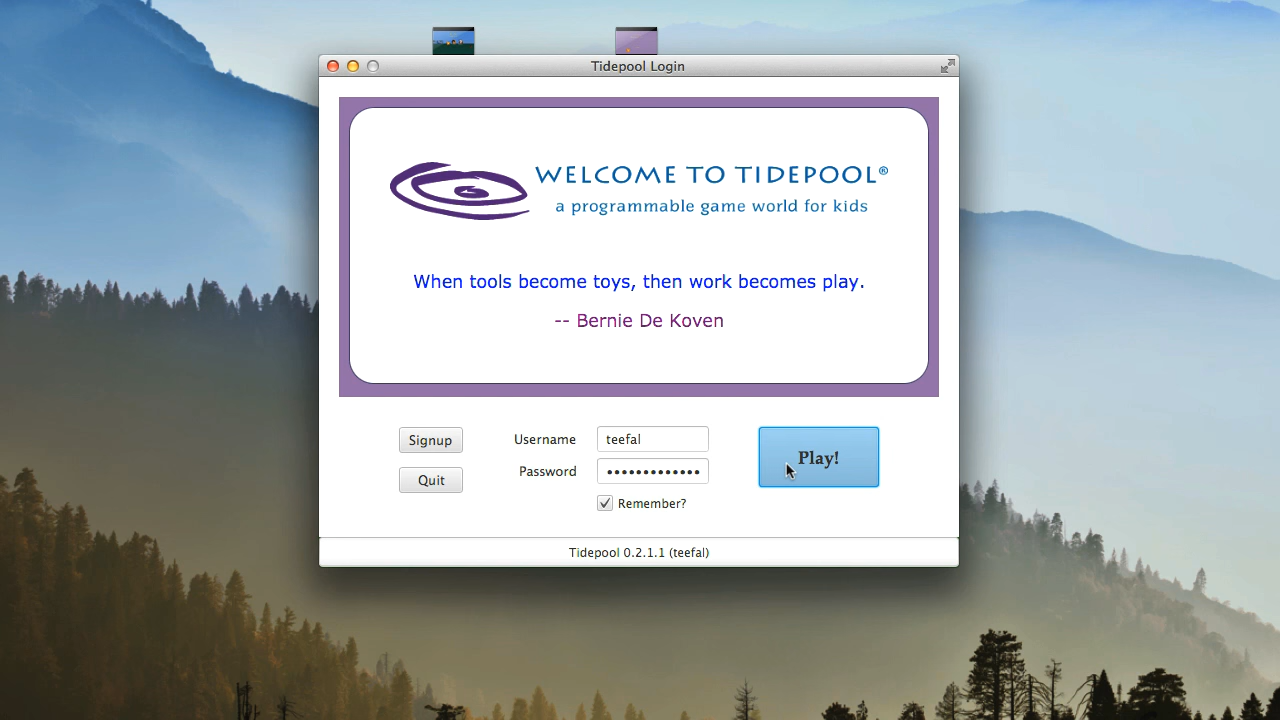 Tidepool Login
WELCOME TO TIDEPOOL®
a programmable game world for kids
When tools become toys, then work becomes play.
-- Bernie De Koven
Signup
Username
teefal
Play!
Password
•••••••••••••
Quit
Remember?
Tidepool 0.2.1.1 (teefal)